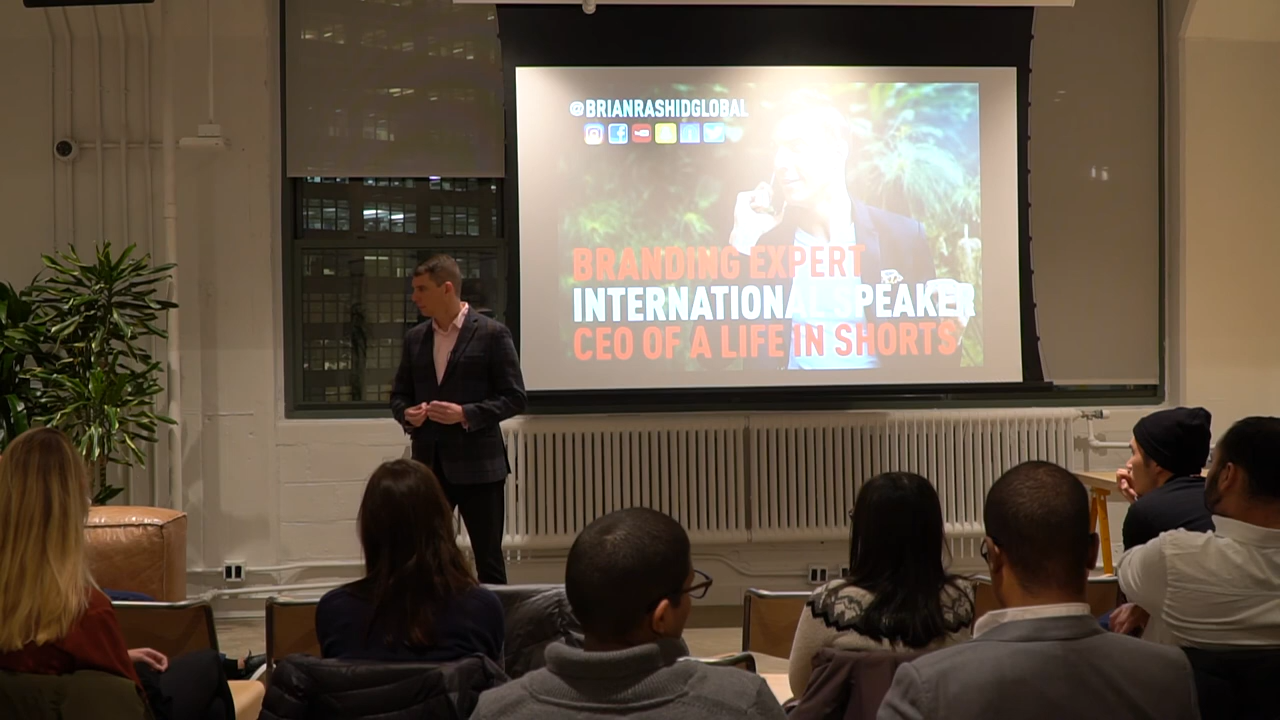 @BRIANRASHIDGLOBAL
BRANDING EXPERT
INTERNATIONAL SPEAKER
CEO OF A LIFE IN SHORTS